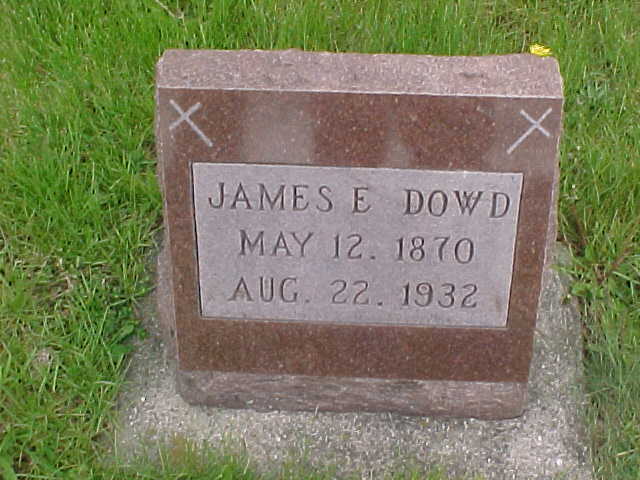 JAMES E DOWD
MAY 12. 1870
AUG. 22. 1932